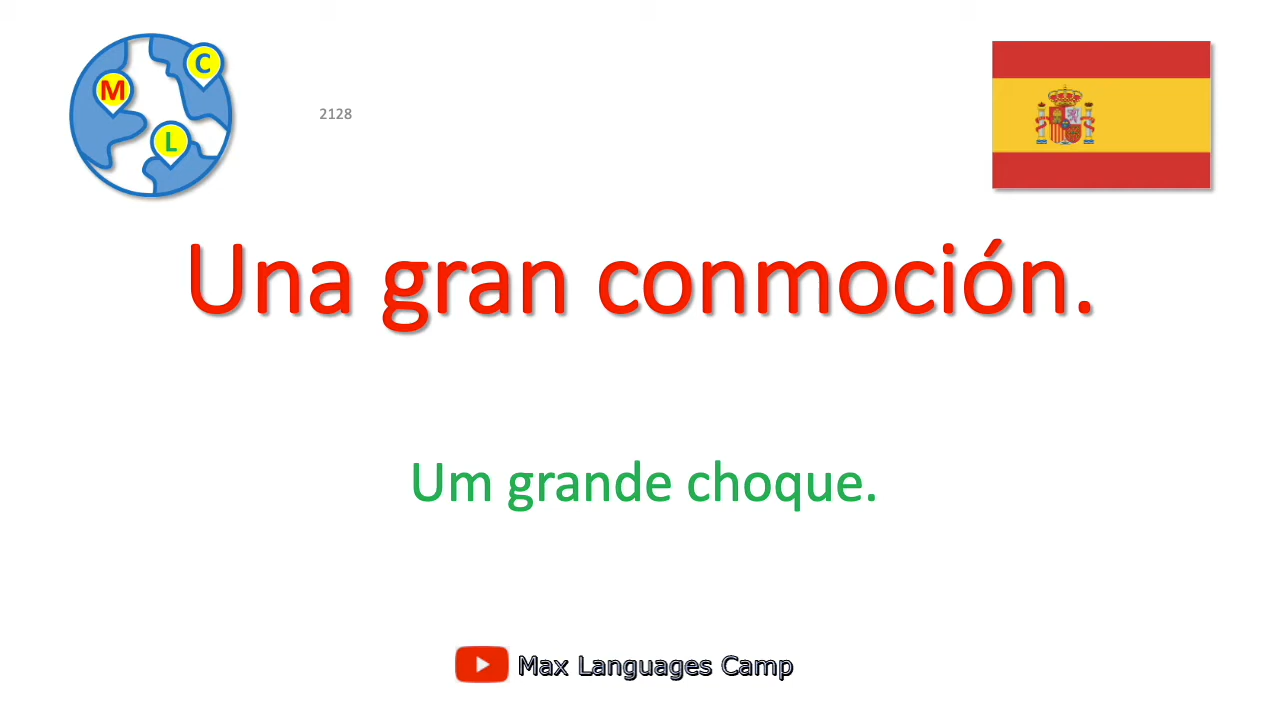 C
M
L
2128
Una gran conmoción.
Um grande choque.
Max Languages Camp